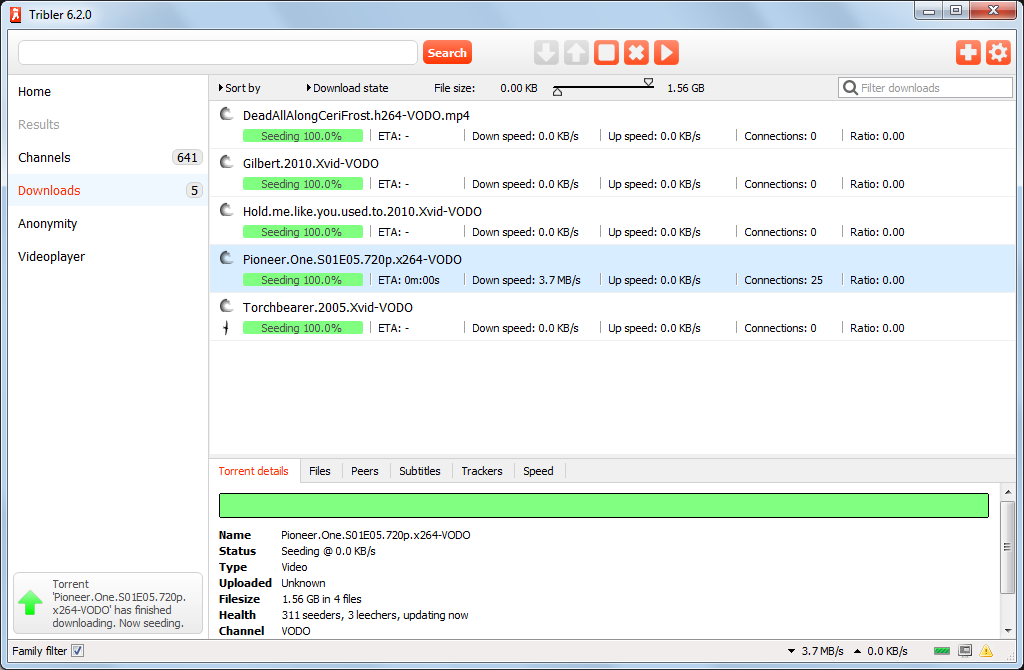 Tribler 6.2.0
Search
Home
Results
Channels 641
Downloads 5
Anonymity
Videoplayer
Sort by Download state File size: 0.00 KB 1.56 GB Filter downloads
DeadAllAlongCeriFrost.h264-VODO.mp4
Seeding 100.0% ETA: - Down speed: 0.0 KB/s Up speed: 0.0 KB/s Connections: 0 Ratio: 0.00
Gilbert.2010.Xvid-VODO
Seeding 100.0% ETA: - Down speed: 0.0 KB/s Up speed: 0.0 KB/s Connections: 0 Ratio: 0.00
Hold.me.like.you.used.to.2010.Xvid-VODO
Seeding 100.0% ETA: - Down speed: 0.0 KB/s Up speed: 0.0 KB/s Connections: 0 Ratio: 0.00
Pioneer.One.S01E05.720p.x264-VODO
Seeding 100.0% ETA: 0m:00s Down speed: 3.7 MB/s Up speed: 0.0 KB/s Connections: 25 Ratio: 0.00
Torchbearer.2005.Xvid-VODO
Seeding 100.0% ETA: - Down speed: 0.0 KB/s Up speed: 0.0 KB/s Connections: 0 Ratio: 0.00
Torrent details Files Peers Subtitles Trackers Speed
Name Pioneer.One.S01E05.720p.x264-VODO
Status Seeding @ 0.0 KB/s
Type Video
Uploaded Unknown
Filesize 1.56 GB in 4 files
Health 311 seeders, 3 leechers, updating now
Channel VODO
Torrent
'Pioneer.One.S01E05.720p.
x264-VODO' has finished
downloading. Now seeding.
Family filter 3.7 MB/s 0.0 KB/s